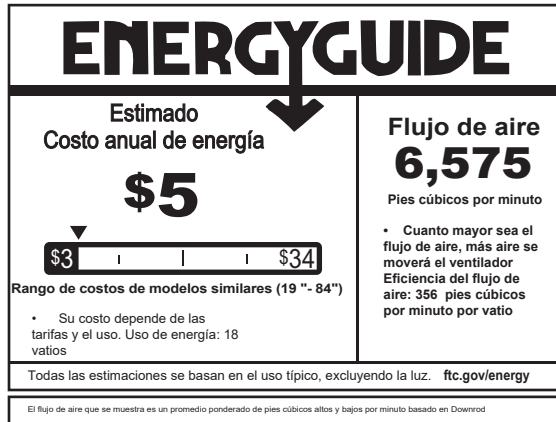 ENERGYGUIDE
Estimado
Costo anual de energía
$5
$3
$34
Rango de costos de modelos similares (19 "- 84")
• Su costo depende de las
tarifas y el uso. Uso de energía: 18
vatios
Flujo de aire
6,575
Pies cúbicos por minuto
• Cuanto mayor sea el
flujo de aire, más aire se
moverá el ventilador
Eficiencia del flujo de
aire: 356 pies cúbicos
por minuto por vatio
Todas las estimaciones se basan en el uso típico, excluyendo la luz. ftc.gov/energy
El flujo de aire que se muestra es un promedio ponderado de pies cúbicos altos y bajos por minuto basado en Downrod